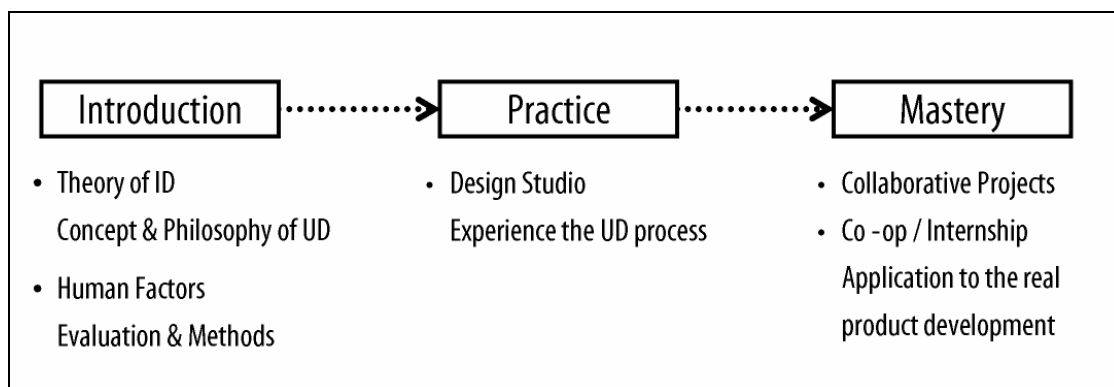 Introduction
Practice
Mastery
• Theory of ID
Concept & Philosophy of UD
• Human Factors
Evaluation & Methods
• Design Studio
Experience the UD process
• Collaborative Projects
• Co -op / Internship
Application to the real
product development